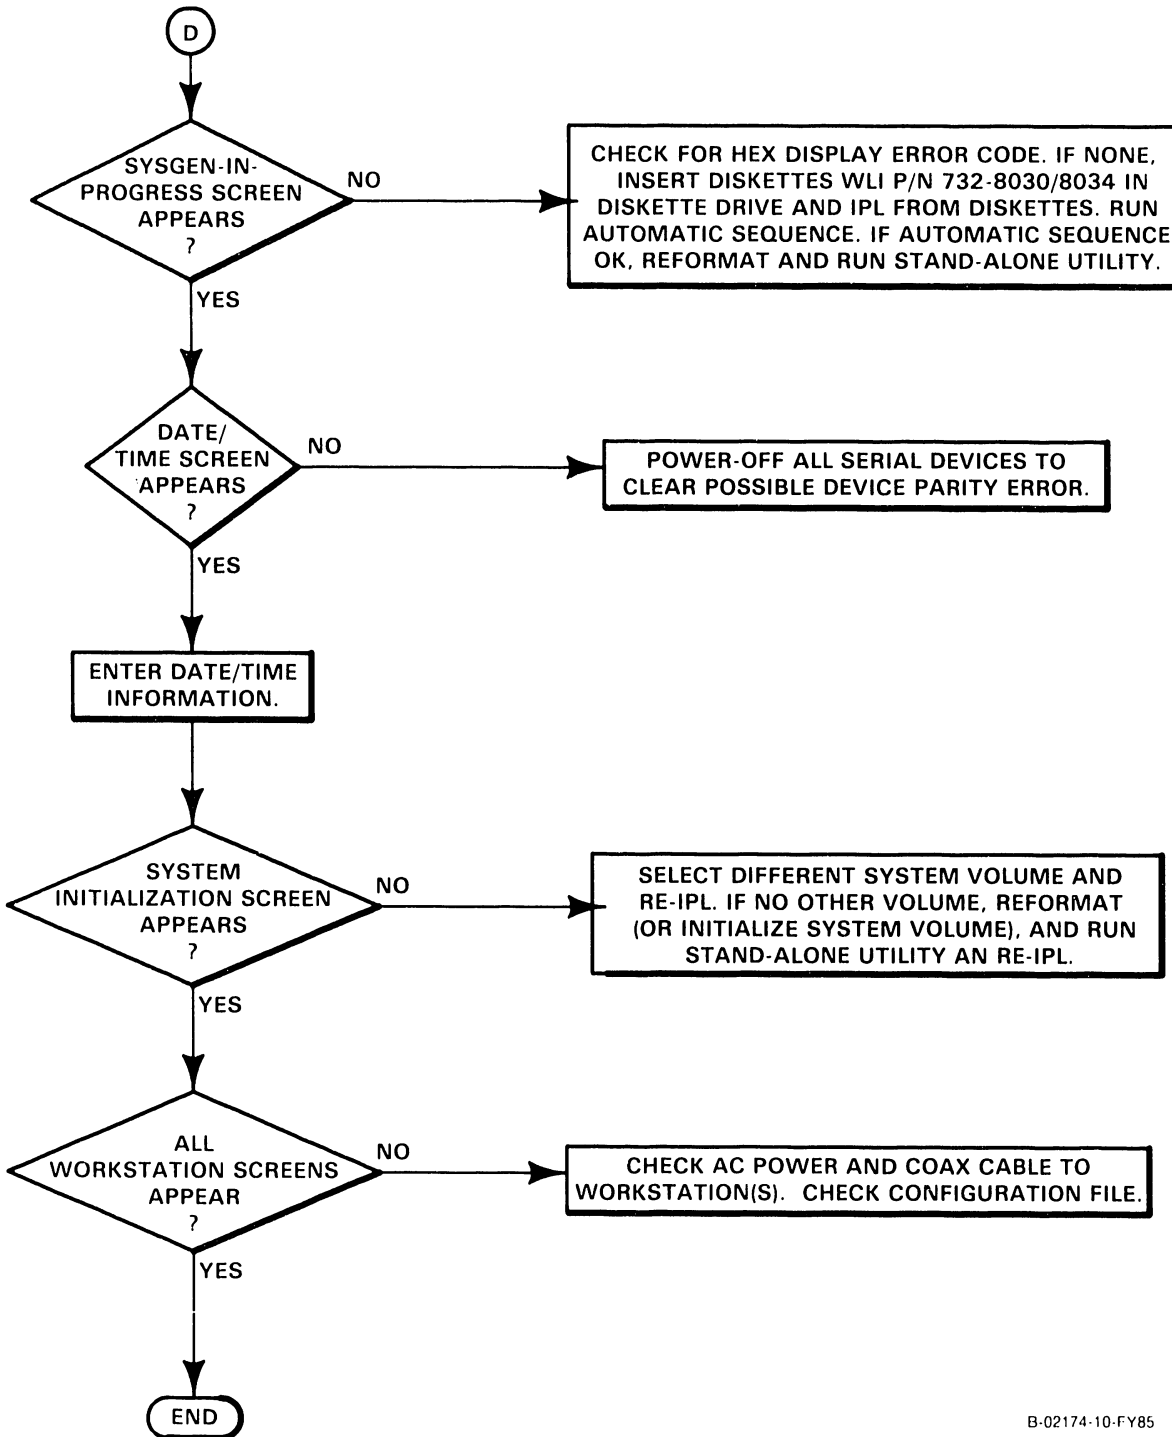 D
SYSGEN-IN-
PROGRESS SCREEN
APPEARS
?
NO
CHECK FOR HEX DISPLAY ERROR CODE. IF NONE,
INSERT DISKETTES WLI P/N 732-8030/8034 IN
DISKETTE DRIVE AND IPL FROM DISKETTES. RUN
AUTOMATIC SEQUENCE. IF AUTOMATIC SEQUENCE
OK, REFORMAT AND RUN STAND-ALONE UTILITY.
YES
DATE/
TIME SCREEN
APPEARS
?
NO
POWER-OFF ALL SERIAL DEVICES TO
CLEAR POSSIBLE DEVICE PARITY ERROR.
YES
ENTER DATE/TIME
INFORMATION.
SYSTEM
INITIALIZATION SCREEN
APPEARS
?
NO
SELECT DIFFERENT SYSTEM VOLUME AND
RE-IPL. IF NO OTHER VOLUME, REFORMAT
(OR INITIALIZE SYSTEM VOLUME), AND RUN
STAND-ALONE UTILITY AN RE-IPL.
YES
ALL
WORKSTATION SCREENS
APPEAR
?
NO
CHECK AC POWER AND COAX CABLE TO
WORKSTATION(S). CHECK CONFIGURATION FILE.
YES
END
B-02174-10-FY85